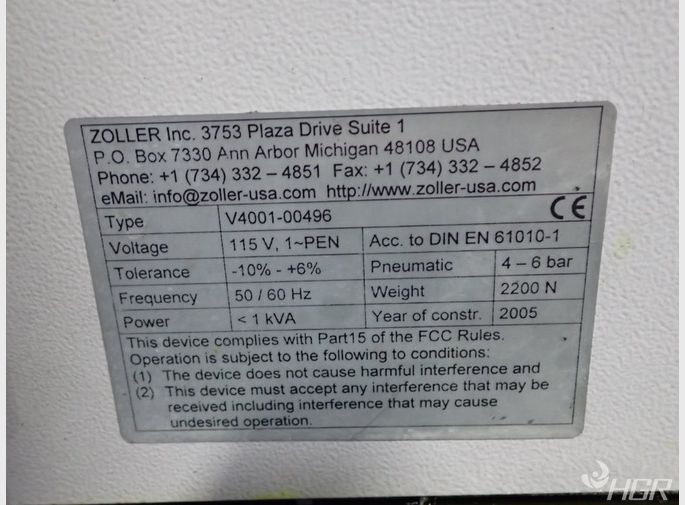 ZOLLER Inc. 3753 Plaza Drive Suite 1
P.O. Box 7330 Ann Arbor Michigan 48108 USA
Phone: +1 (734) 332 – 4851 Fax: +1 (734) 332 – 4852
eMail: info@zoller-usa.com http://www.zoller-usa.com
Type V4001-00496 CE
Voltage 115 V, 1~PEN Acc. to DIN EN 61010-1
Tolerance -10% - +6% Pneumatic 4 – 6 bar
Frequency 50 / 60 Hz Weight 2200 N
Power < 1 kVA Year of constr. 2005
This device complies with Part15 of the FCC Rules.
Operation is subject to the following to conditions:
(1) The device does not cause harmful interference and
(2) This device must accept any interference that may be
received including interference that may cause
undesired operation.
HGR